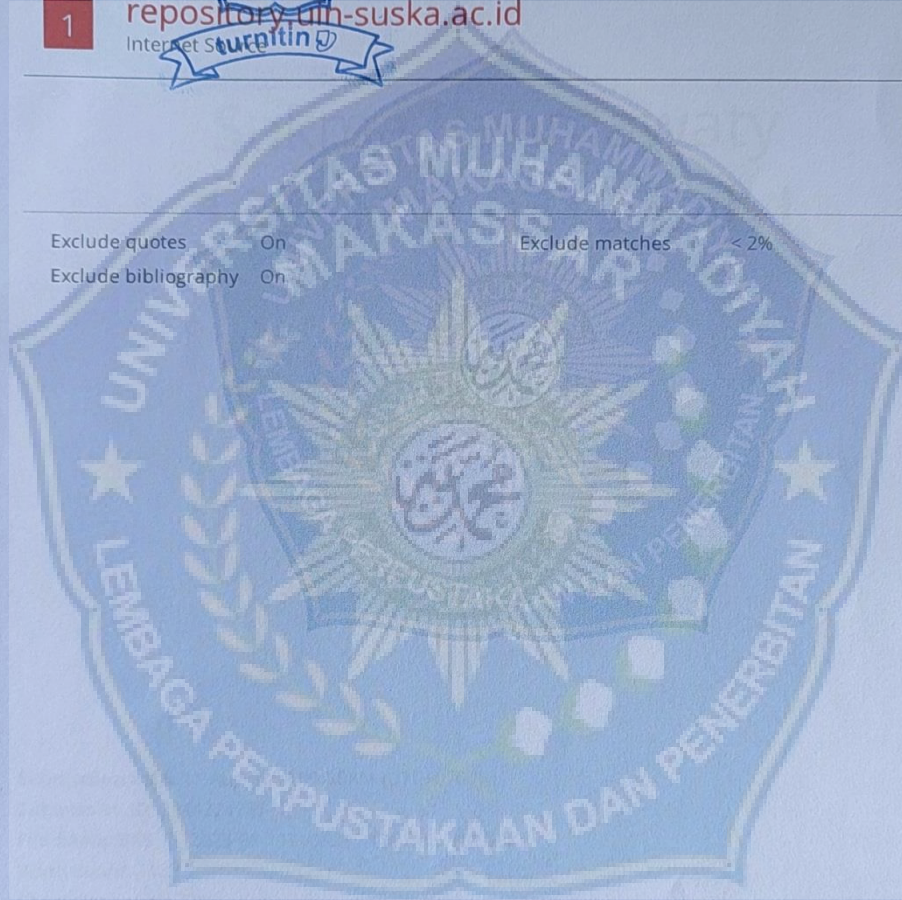 1
repository.uin-suska.ac.id
Internet Source
turnitin
Exclude quotes On
Exclude matches < 2%
Exclude bibliography On
UNIVERSITAS MUHAMMADIYAH
MAKASSAR
LEMBAGA PERPUSTAKAAN DAN PENERBITAN